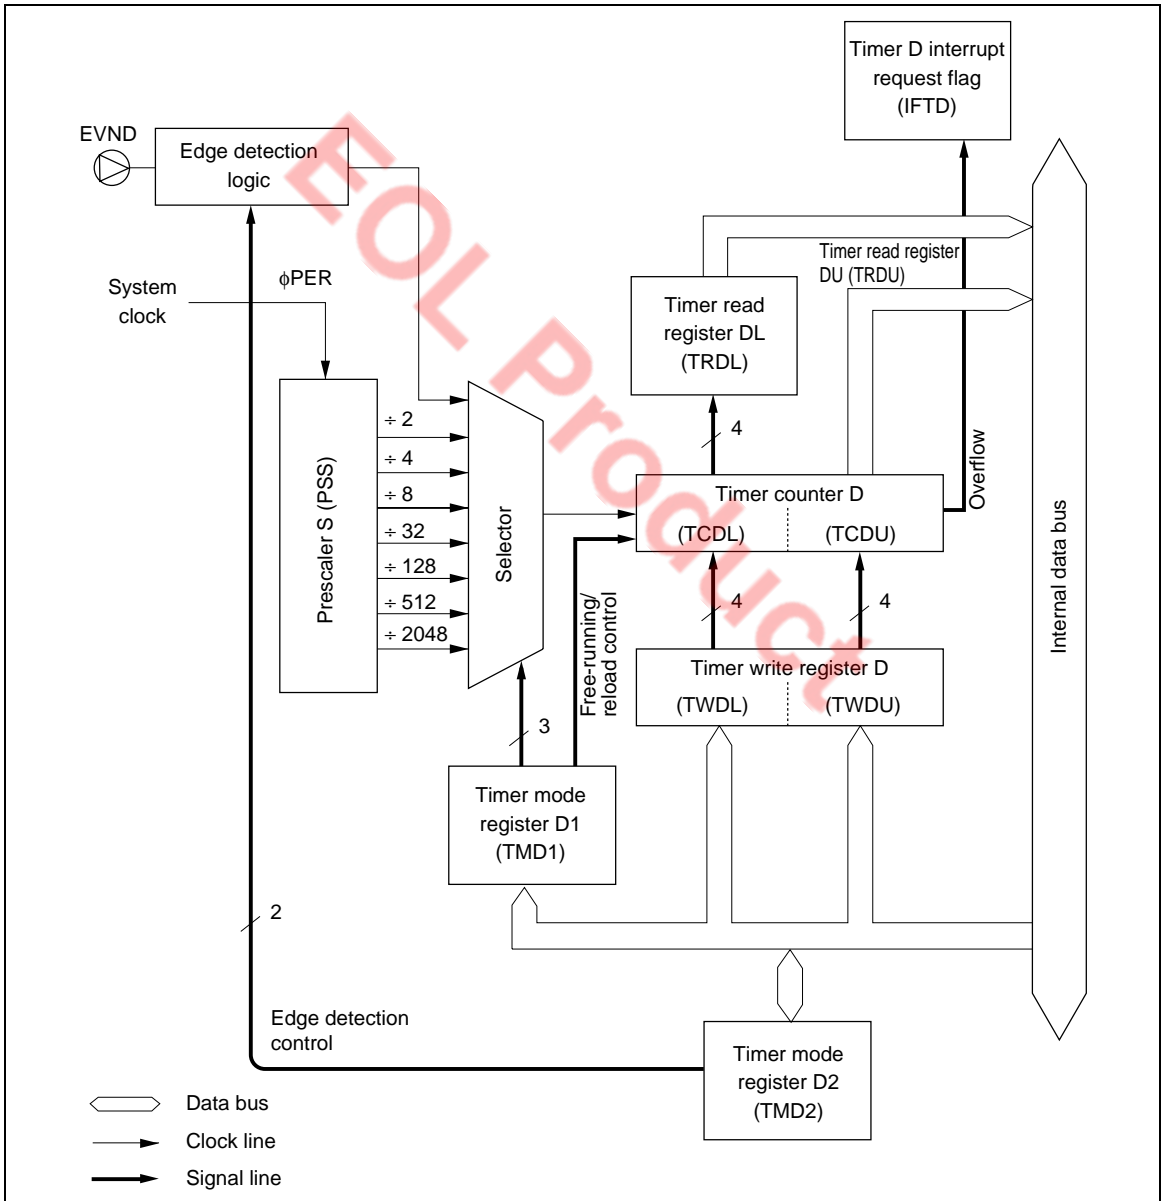 Timer D interrupt
request flag
(IFTD)
EVND
Edge detection
logic
Timer read register
DU (TRDU)
φPER
System
clock
Timer read
register DL
(TRDL)
÷ 2
÷ 4
÷ 8
÷ 32
÷ 128
÷ 512
÷ 2048
Prescaler S (PSS)
Selector
4
Overflow
Timer counter D
(TCDL)
(TCDU)
4
4
Free-running/
reload control
Timer write register D
(TWDL)
(TWDU)
Internal data bus
3
Timer mode
register D1
(TMD1)
2
Edge detection
control
Timer mode
register D2
(TMD2)
Data bus
Clock line
Signal line
EOL Product